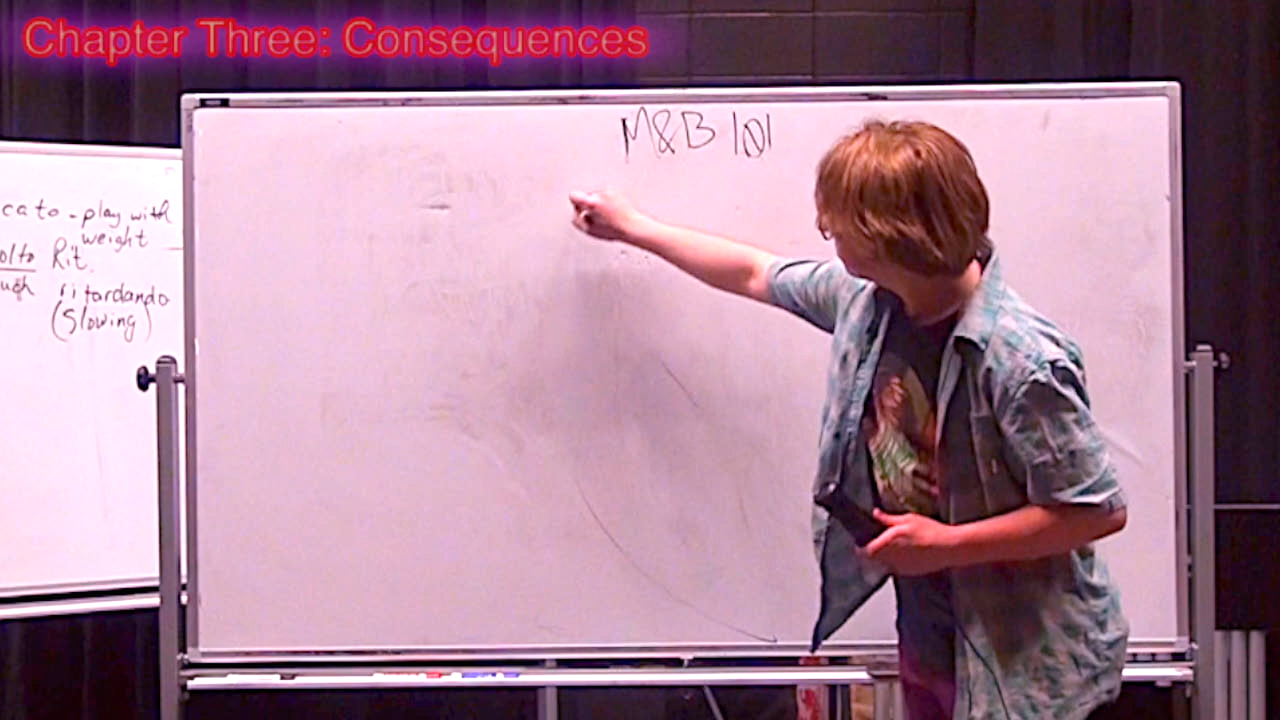 Chapter Three: Consequences
M&B 101
cato - play with
weight
olto Rit.
ugh ritardando
(Slowing)